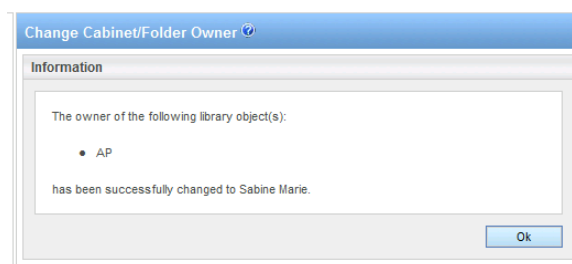 Change Cabinet/Folder Owner ?
Information
The owner of the following library object(s):
• AP
has been successfully changed to Sabine Marie.
Ok